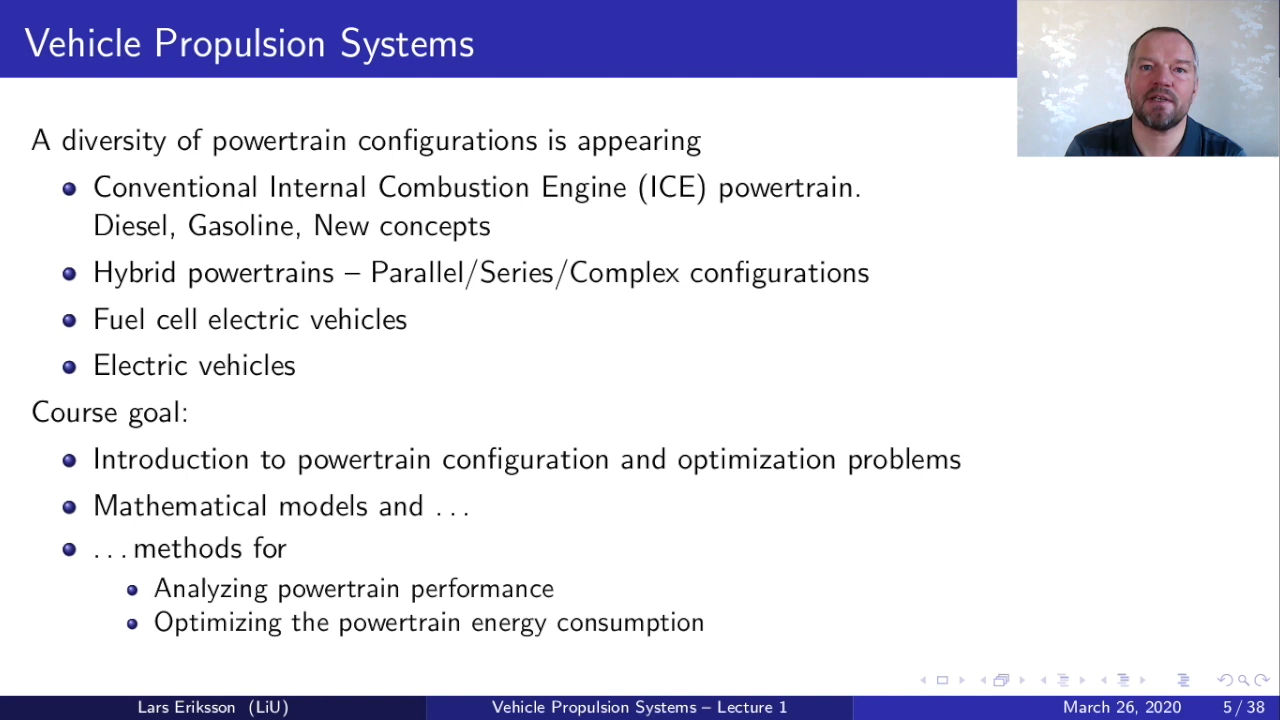 Vehicle Propulsion Systems
A diversity of powertrain configurations is appearing
Conventional Internal Combustion Engine (ICE) powertrain.
Diesel, Gasoline, New concepts
Hybrid powertrains – Parallel/Series/Complex configurations
Fuel cell electric vehicles
Electric vehicles
Course goal:
Introduction to powertrain configuration and optimization problems
Mathematical models and ...
... methods for
Analyzing powertrain performance
Optimizing the powertrain energy consumption
Lars Eriksson (LiU) Vehicle Propulsion Systems – Lecture 1 March 26, 2020 5 / 38